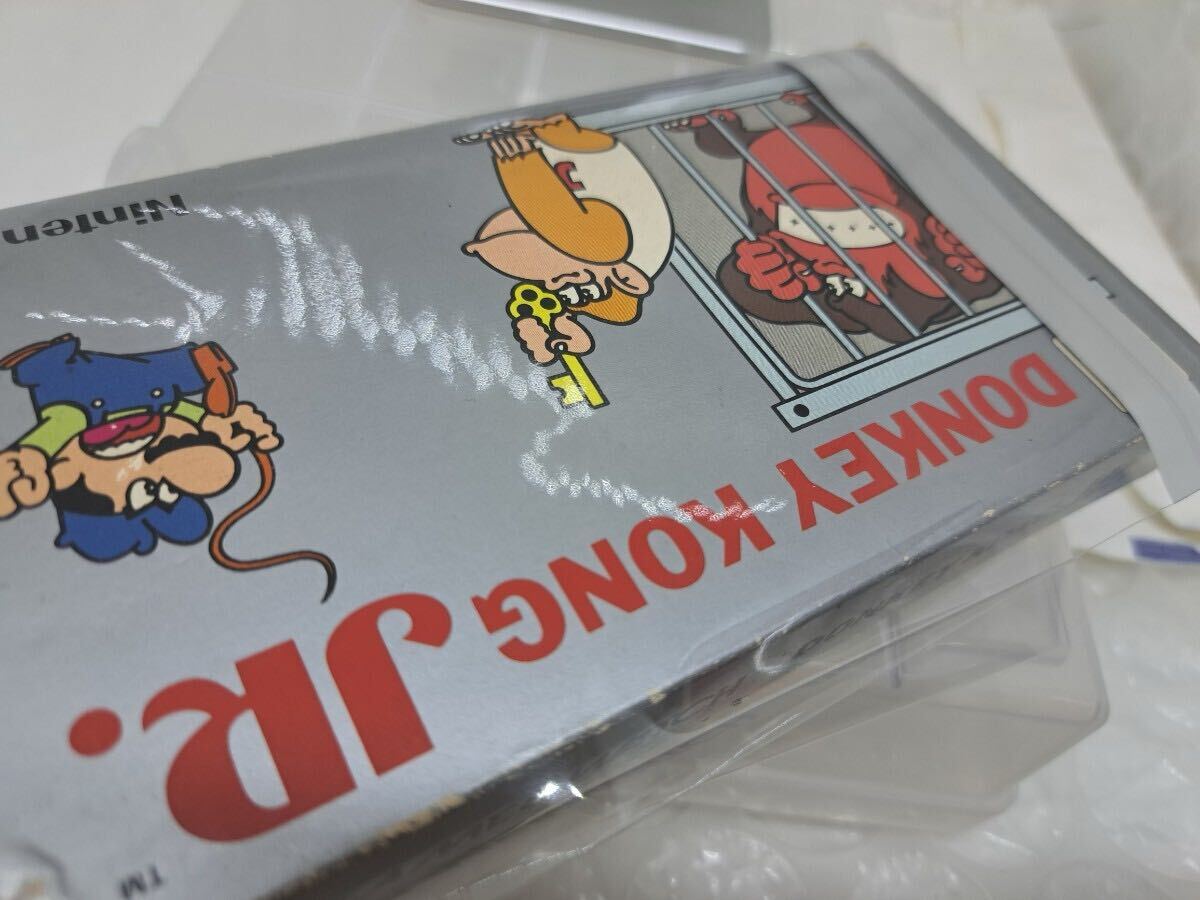 DONKEY KONG
JR.
TM
Ninten